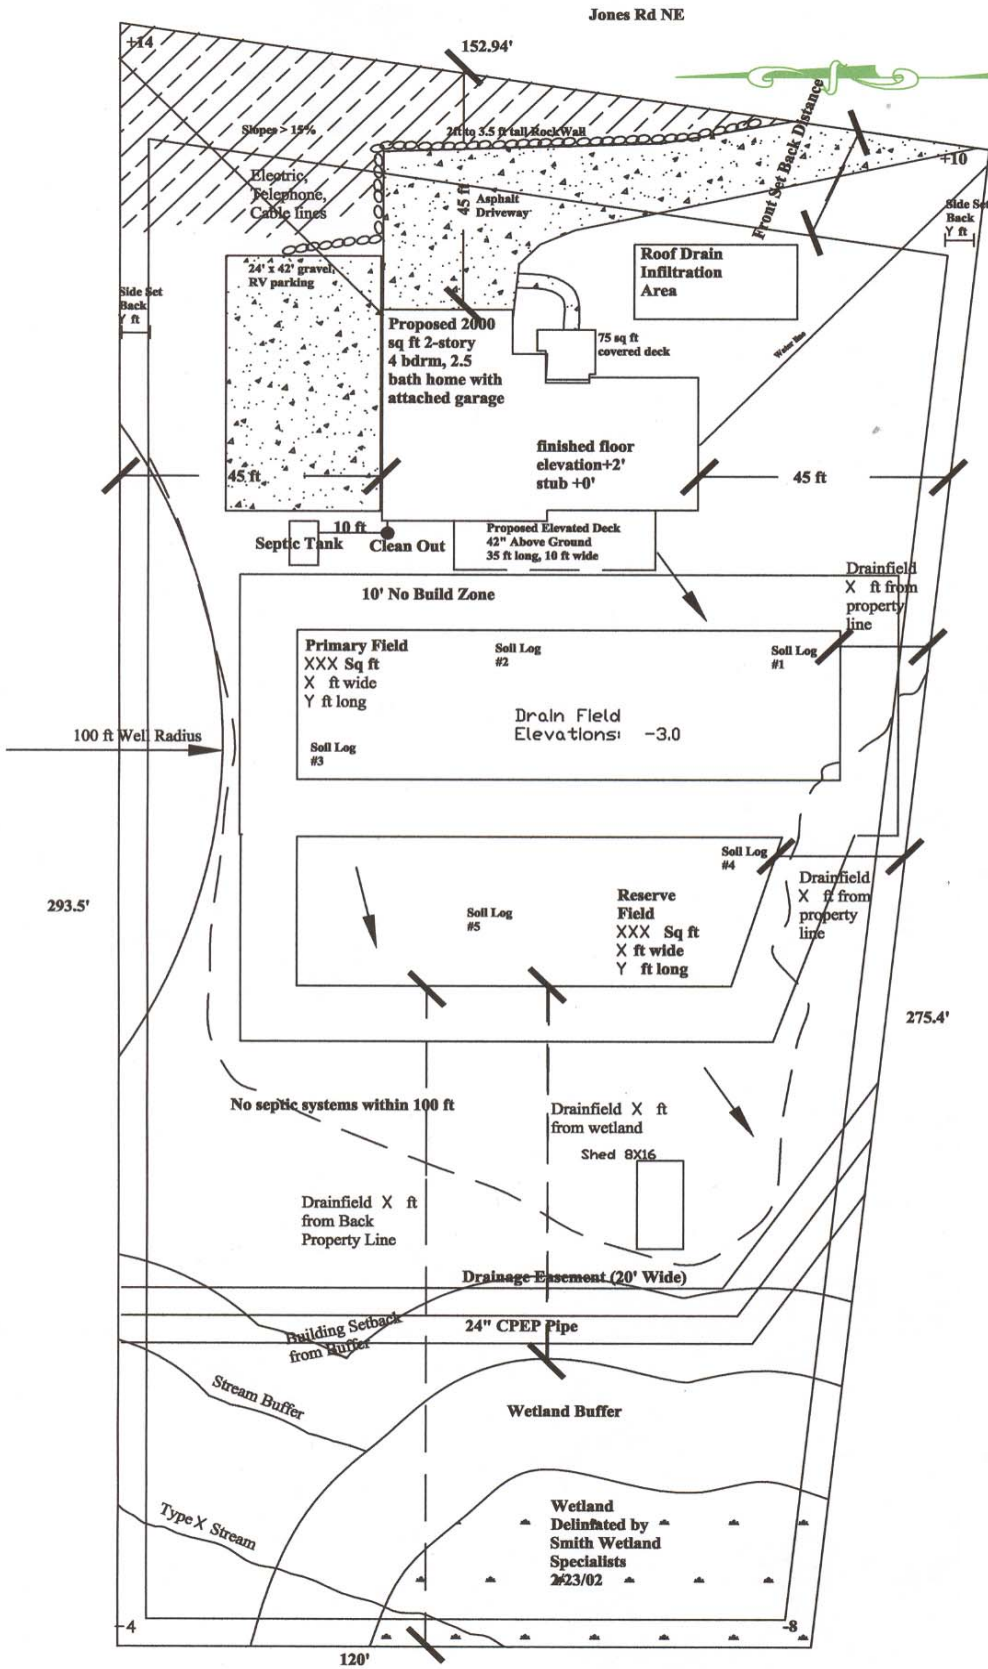 Jones Rd NE
+14
152.94'
Slopes > 15%
2ft to 3.5 ft tall RockWall
Front Set Back Distance
+10
Electric,
Telephone,
Cable lines
45 ft
Asphalt
Driveway
Side Set
Back
Y ft
Roof Drain
Infiltration
Area
24' x 42' gravel,
RV parking
Side Set
Back
Y ft
Proposed 2000
sq ft 2-story
4 bdrm, 2.5
bath home with
attached garage
75 sq ft
covered deck
Water line
finished floor
elevation+2'
stub +0'
45 ft
45 ft
10 ft
Septic Tank
Clean Out
Proposed Elevated Deck
42" Above Ground
35 ft long, 10 ft wide
10' No Build Zone
Drainfield
X ft from
property
line
Primary Field
XXX Sq ft
X ft wide
Y ft long
Soil Log
#2
Soil Log
#1
Drain Field
Elevations: -3.0
100 ft Well Radius
Soil Log
#3
Soil Log
#4
Drainfield
X ft from
property
line
293.5'
Soil Log
#5
Reserve
Field
XXX Sq ft
X ft wide
Y ft long
275.4'
No septic systems within 100 ft
Drainfield X ft
from wetland
Shed 8X16
Drainfield X ft
from Back
Property Line
Drainage Easement (20' Wide)
Building Setback
from Buffer
24" CPEP Pipe
Stream Buffer
Wetland Buffer
Type X Stream
Wetland
Delinfated by
Smith Wetland
Specialists
2/23/02
-4
-8
120'